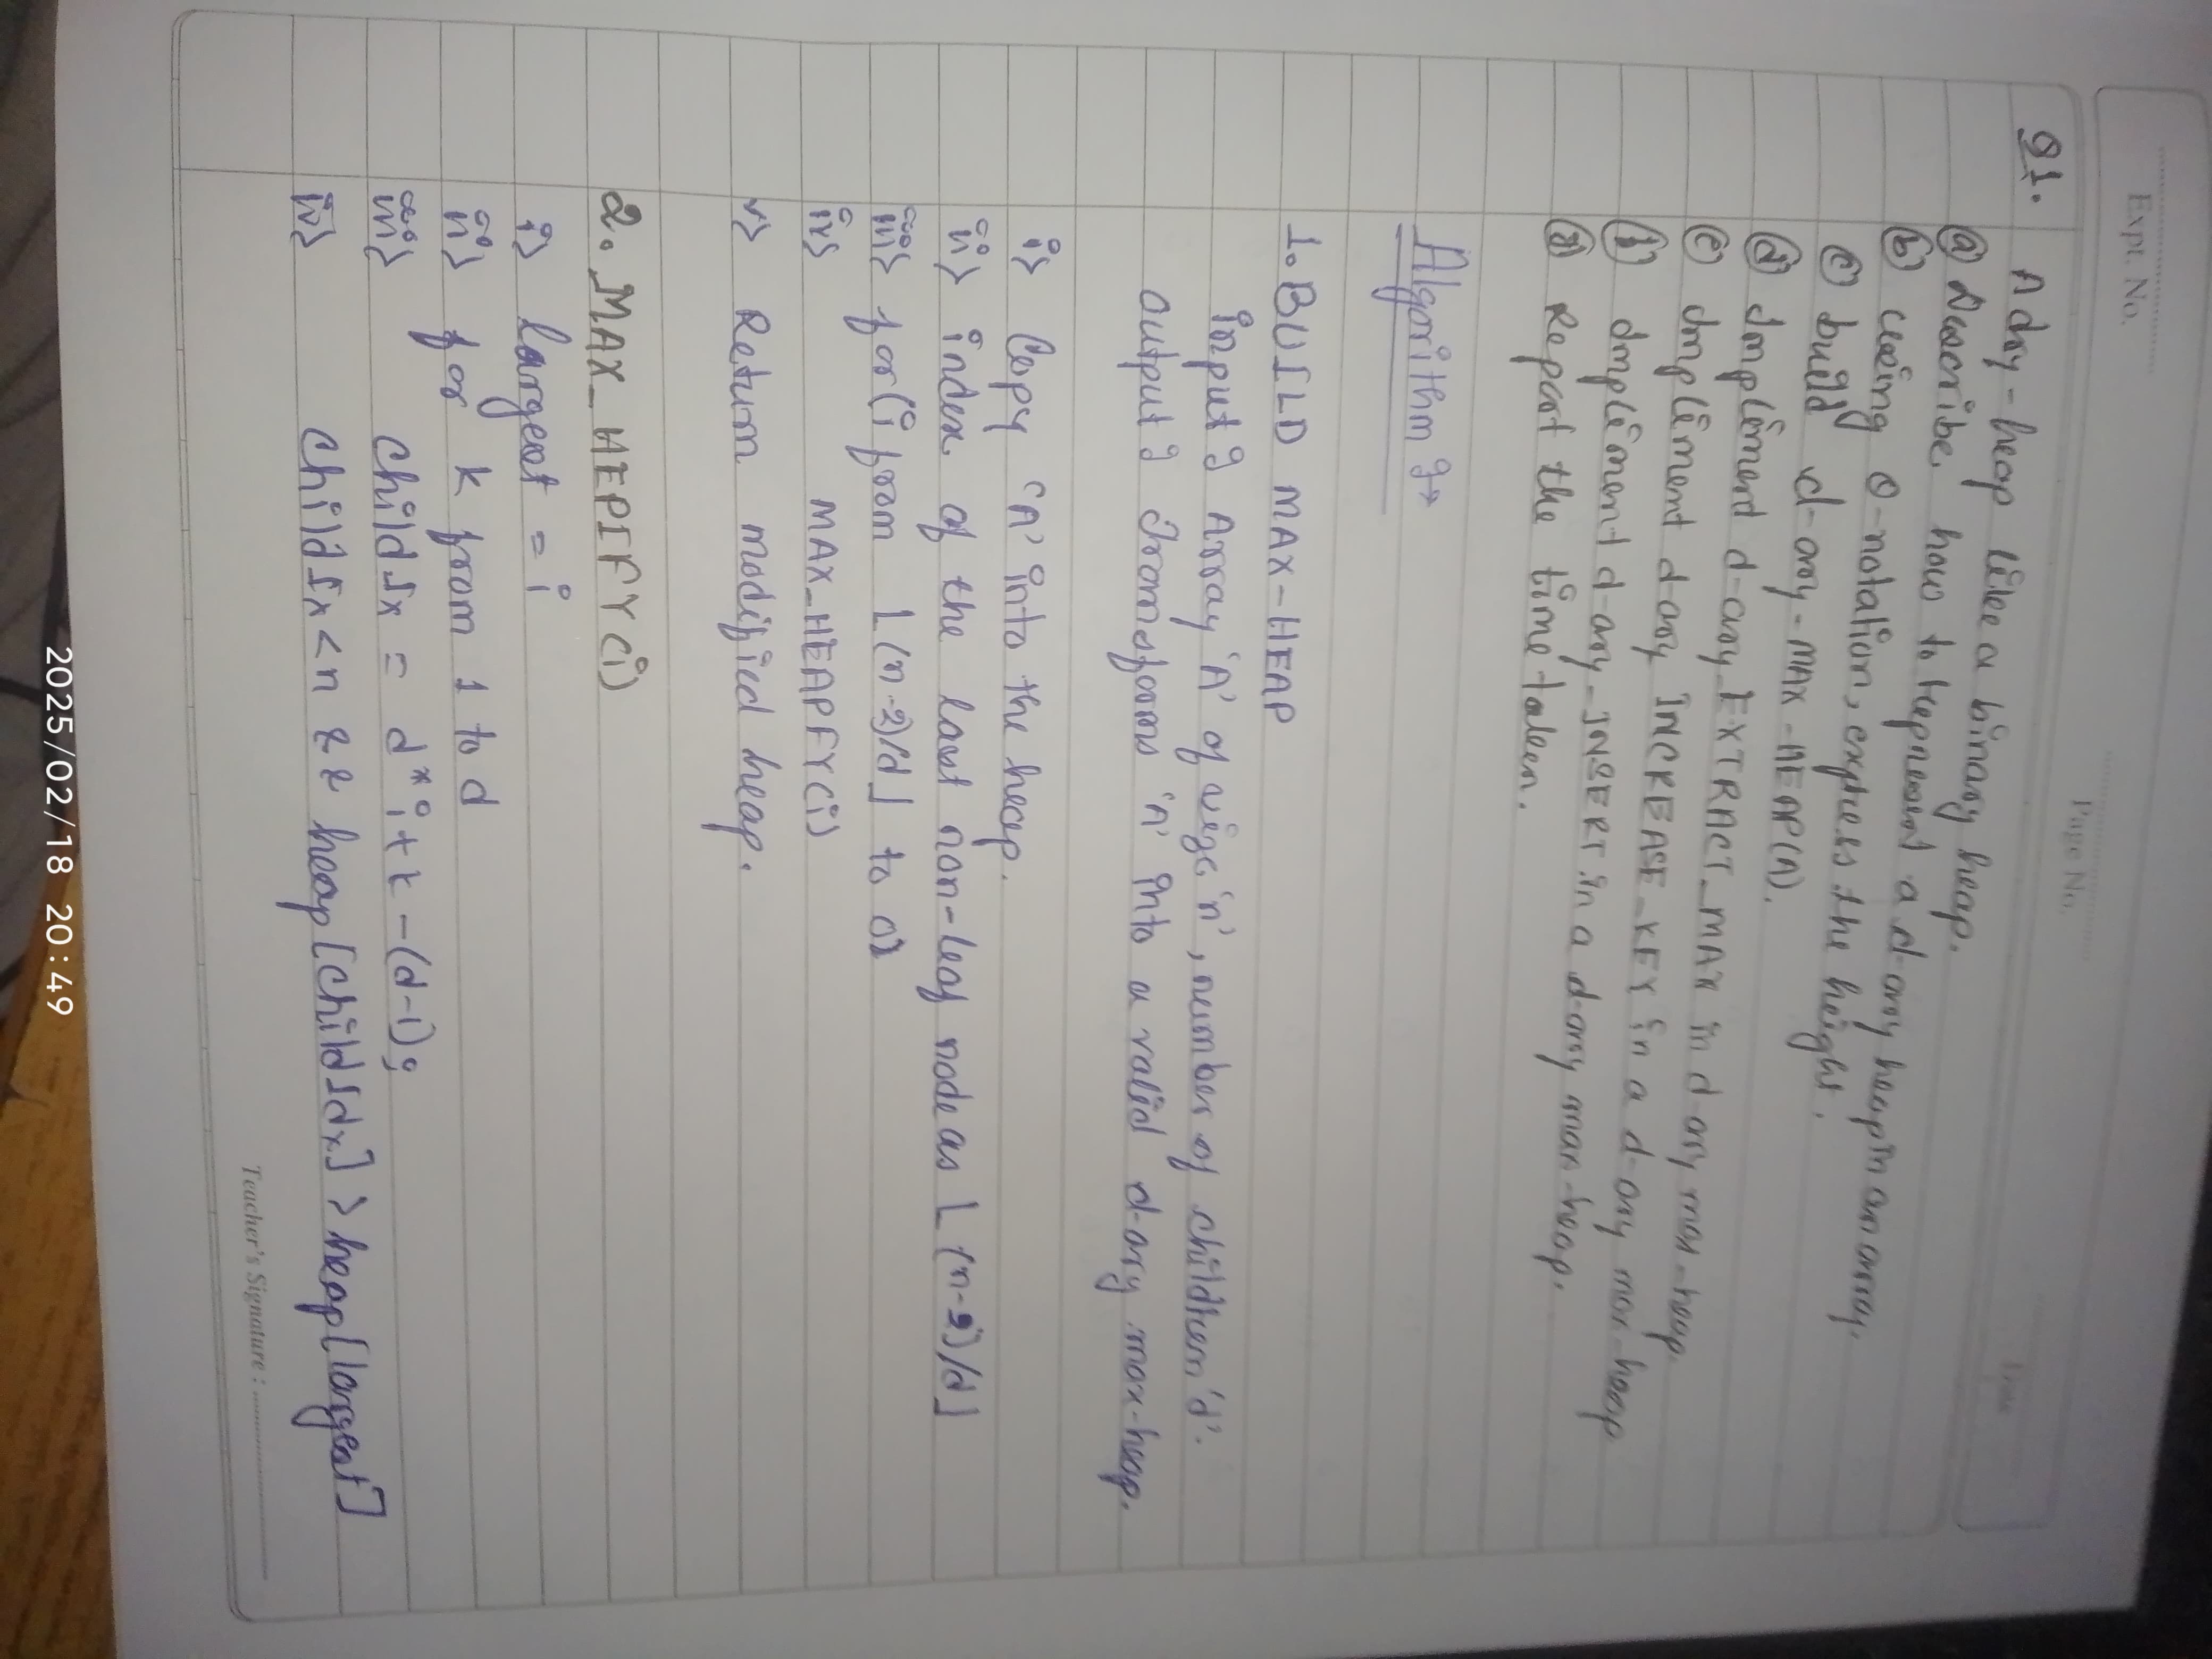 Expt. No.
Page No.
Date
Q1. A dry-heap like a binary heap.
(a) Describe how to represent a d-ary heap in an array.
(b) using Θ-notation, express the height.
(c) build d-ary-MAX-HEAP(A).
(d) Implement d-ary EXTRACT_MAX in d-ary max-heap.
(e) Implement d-ary INCREASE_KEY in a d-ary max-heap
(f) Implement d-ary-INSERT in a d-ary max-heap.
(g) Report the time taken.
Algorithm :→
1. BUILD MAX-HEAP
input : Array 'A' of size 'n', number of children 'd'.
output : Transforms 'A' into a valid d-ary max-heap.
i> Copy 'A' into the heap.
ii> index of the last non-leaf node as ⌊(n-2)/d⌋
iii> for (i from ⌊(n-2)/d⌋ to 0)
iv> MAX_HEAPFY(i)
v> Return modified heap.
2. MAX_HEPIFY(i)
i> largest = i
ii> for k from 1 to d
iii> childIx = d*i+k-(d-1);
iv> childIx<n && heap[childIdx] > heap[largest]
Teacher's Signature :
2025/02/18 20:49